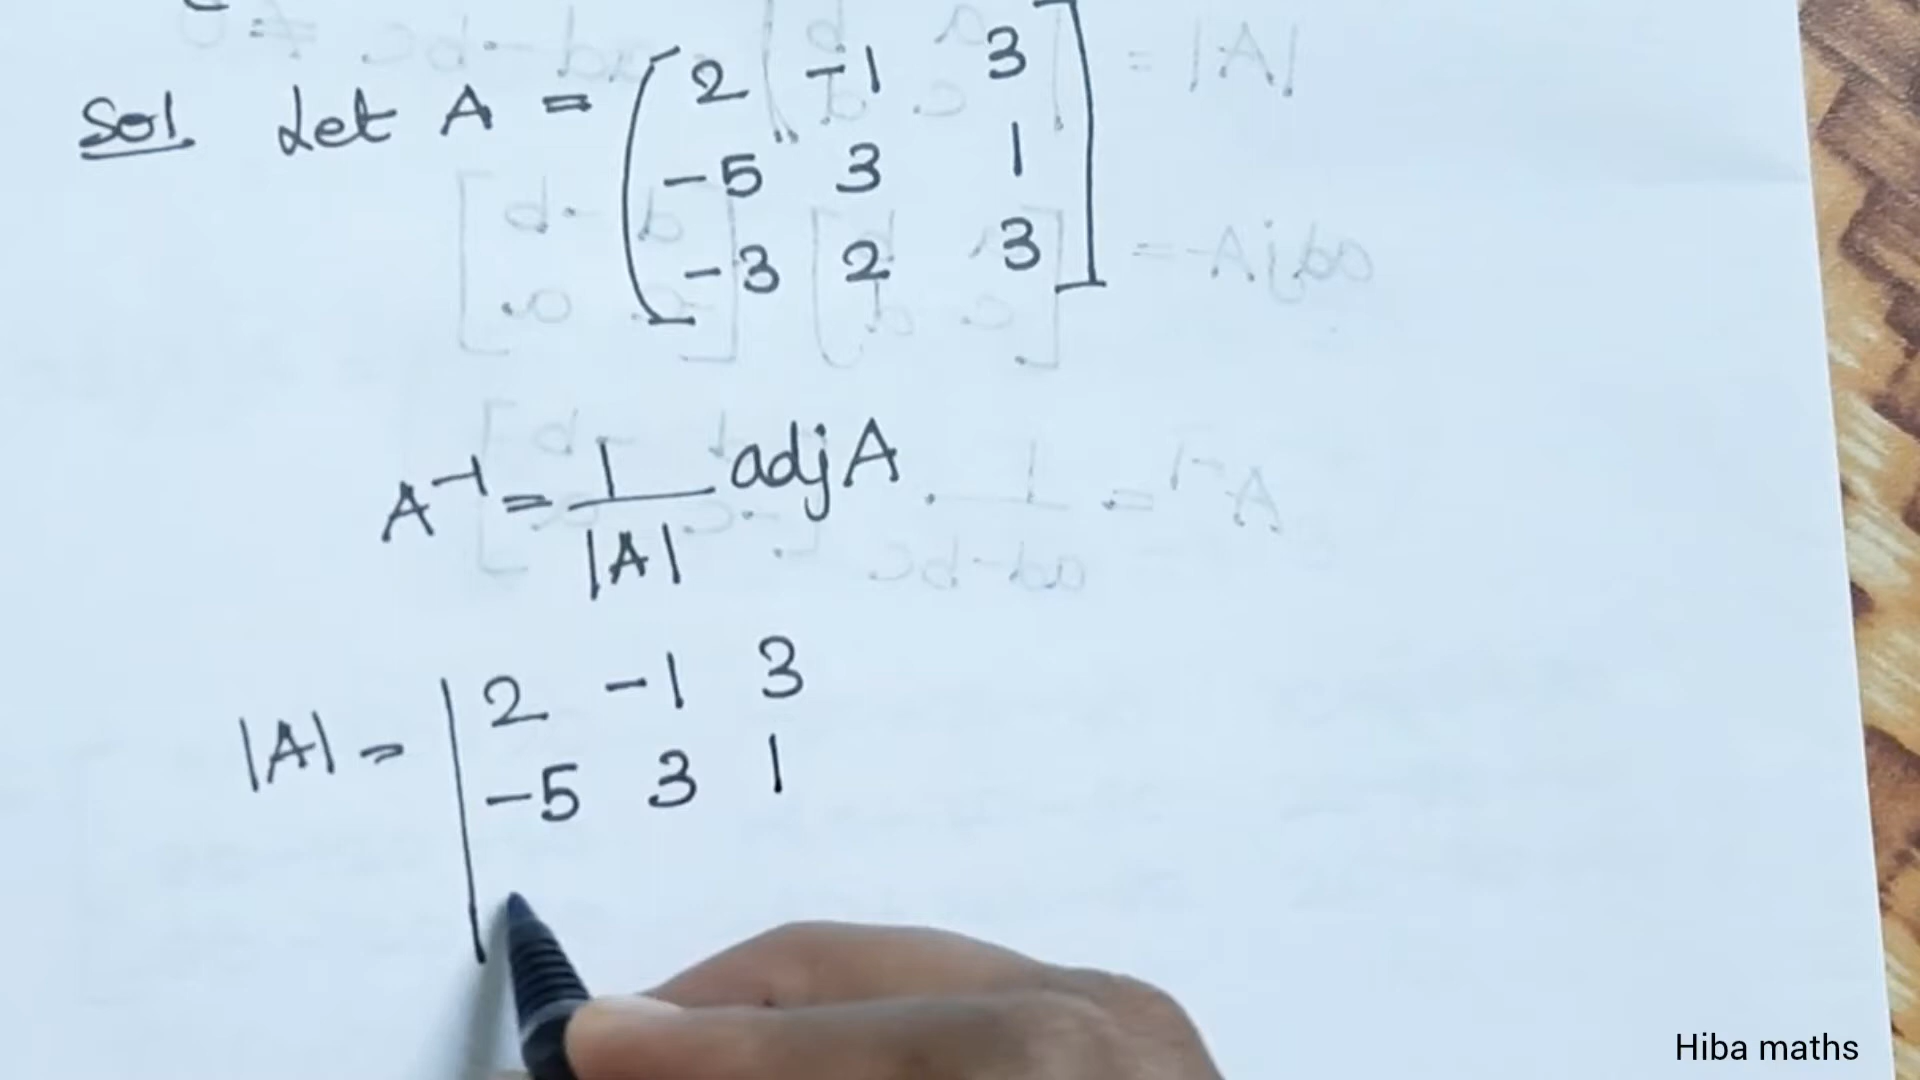 Sol. Let A = [2 -1 3
-5 3 1
-3 2 3]
A⁻¹ = 1/|A| adj A
|A| = |2 -1 3
-5 3 1
Hiba maths